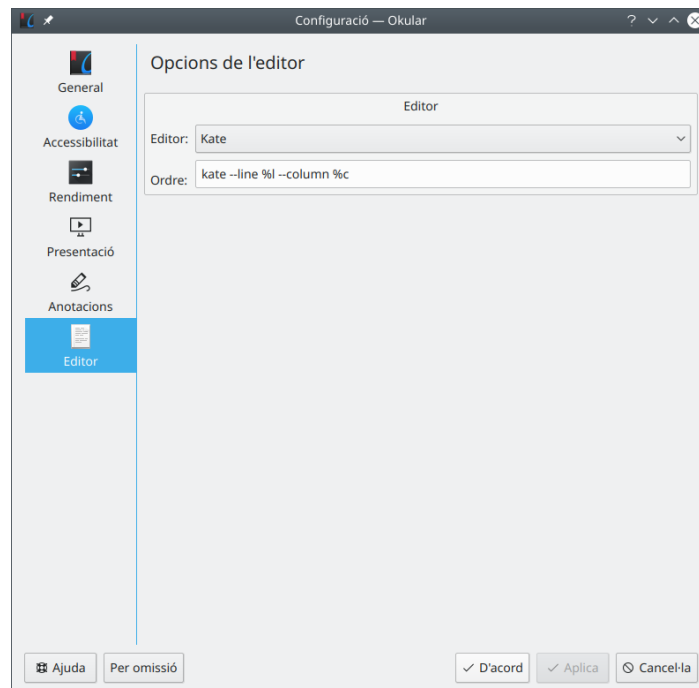 Configuració — Okular
General
Accessibilitat
Rendiment
Presentació
Anotacions
Editor
Opcions de l'editor
Editor
Editor: Kate
Ordre: kate --line %l --column %c
Ajuda Per omissió D'acord Aplica Cancel·la